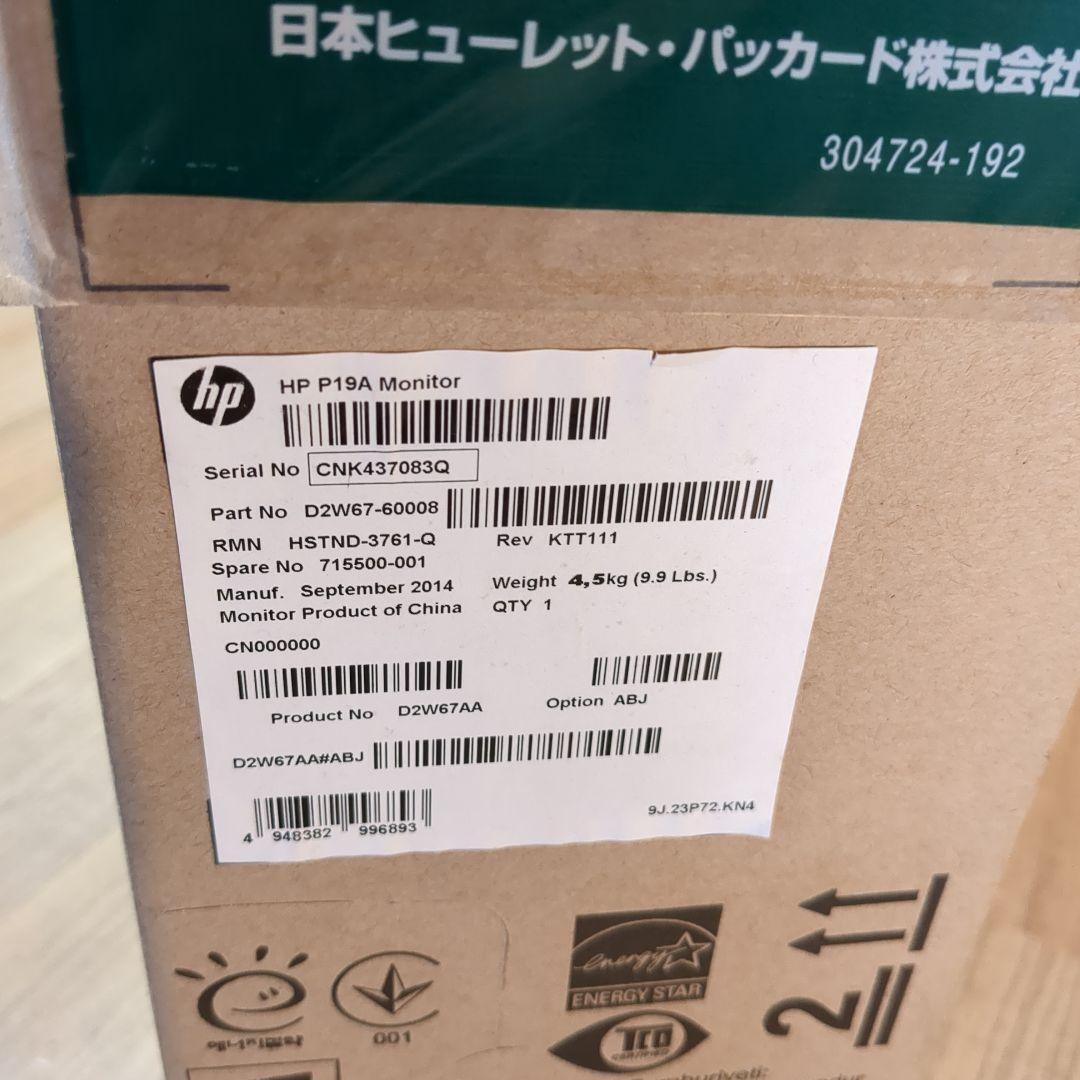 日本ヒューレット・パッカード株式会社
304724-192
hp
HP P19A Monitor
Serial No CNK437083Q
Part No D2W67-60008
RMN HSTND-3761-Q Rev KTT111
Spare No 715500-001
Manuf. September 2014 Weight 4,5kg (9.9 Lbs.)
Monitor Product of China QTY 1
CN000000
Product No D2W67AA Option ABJ
D2W67AA#ABJ
4 948382 996893
9J.23P72.KN4
energy
ENERGY STAR
001
TCO
CERTIFIED
2